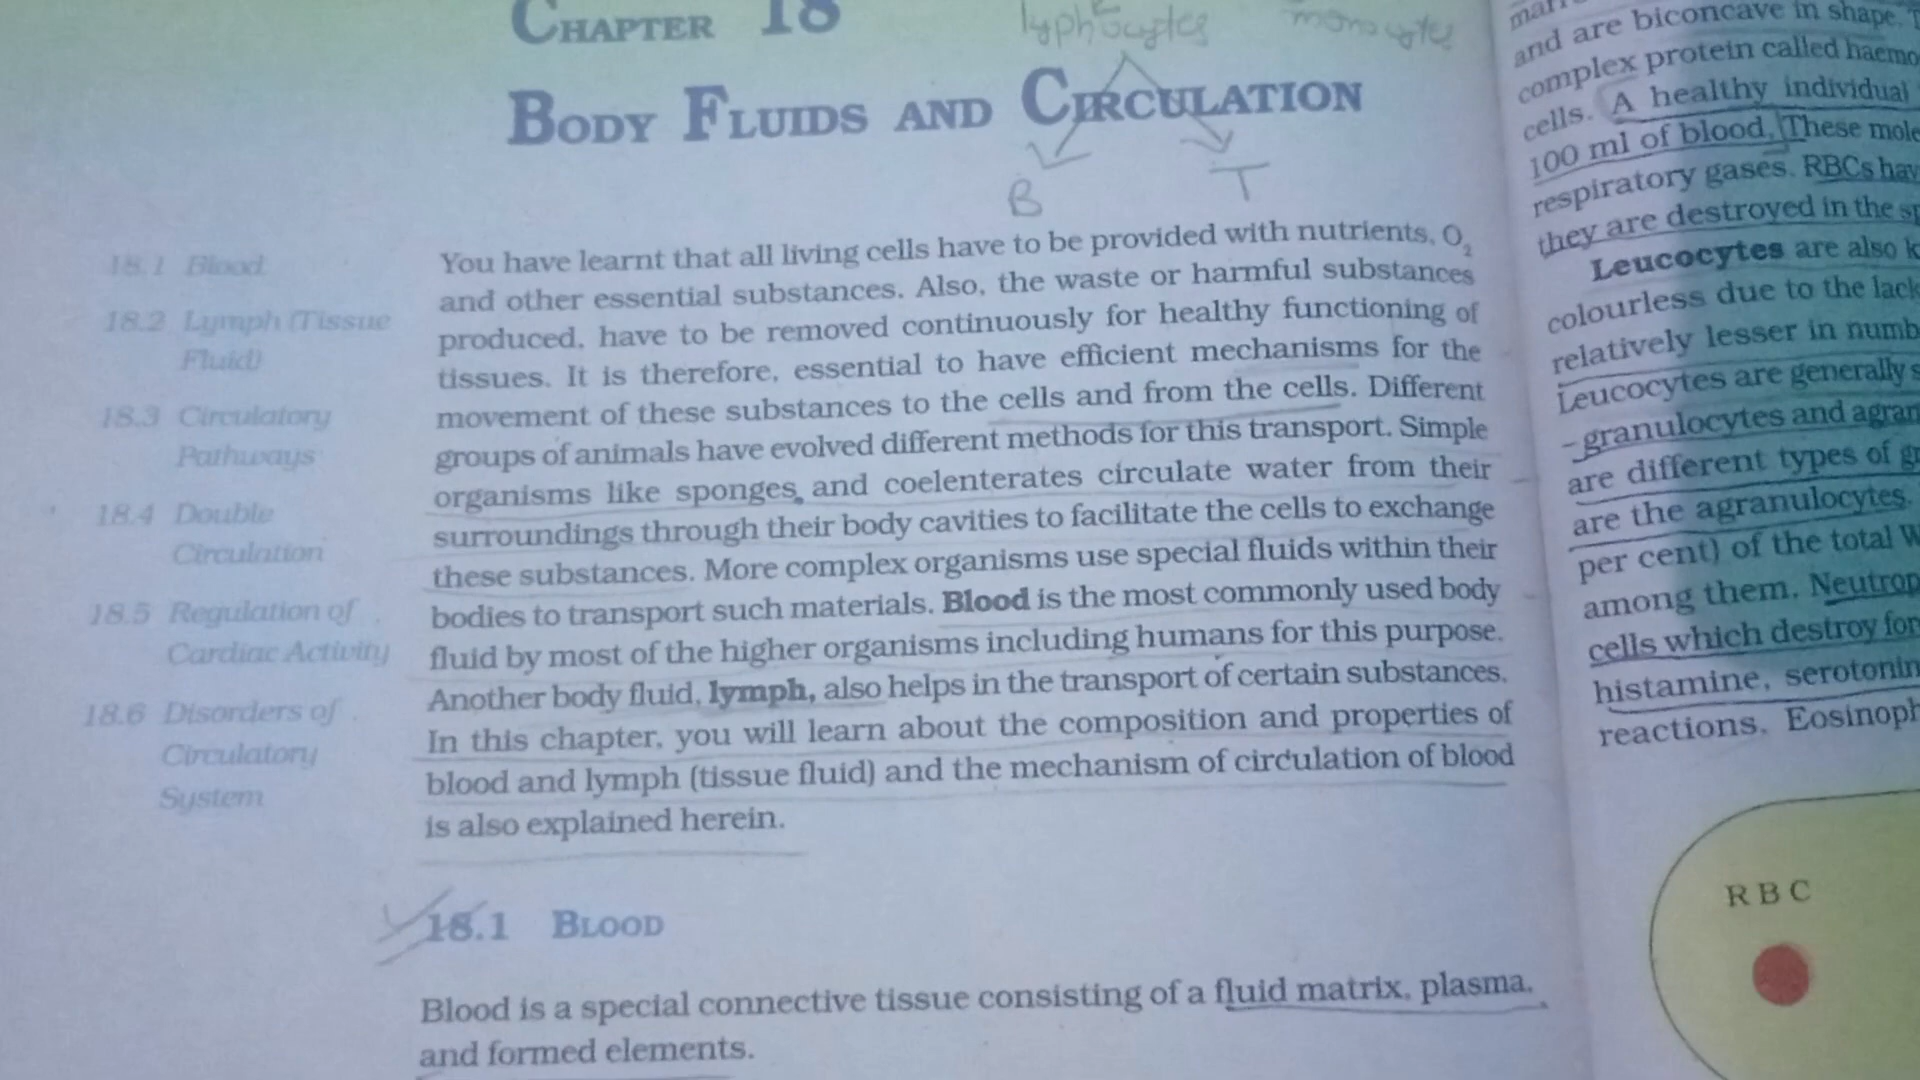 CHAPTER 18
lyphocytes monocytes
BODY FLUIDS AND CIRCULATION
B T
18.1 Blood
18.2 Lymph (Tissue
Fluid)
18.3 Circulatory
Pathways
18.4 Double
Circulation
18.5 Regulation of
Cardiac Activity
18.6 Disorders of
Circulatory
System
You have learnt that all living cells have to be provided with nutrients, O₂
and other essential substances. Also, the waste or harmful substances
produced, have to be removed continuously for healthy functioning of
tissues. It is therefore, essential to have efficient mechanisms for the
movement of these substances to the cells and from the cells. Different
groups of animals have evolved different methods for this transport. Simple
organisms like sponges and coelenterates circulate water from their
surroundings through their body cavities to facilitate the cells to exchange
these substances. More complex organisms use special fluids within their
bodies to transport such materials. Blood is the most commonly used body
fluid by most of the higher organisms including humans for this purpose.
Another body fluid, lymph, also helps in the transport of certain substances.
In this chapter, you will learn about the composition and properties of
blood and lymph (tissue fluid) and the mechanism of circulation of blood
is also explained herein.
18.1 BLOOD
Blood is a special connective tissue consisting of a fluid matrix, plasma,
and formed elements.
and are biconcave in shape.
complex protein called
cells. A healthy individual
100 ml of blood. These
respiratory gases. RBCs
they are destroyed in the
Leucocytes are also
colourless due to the
relatively lesser in
Leucocytes are generally
– granulocytes and
are different types of
are the agranulocytes.
per cent) of the total
among them.
cells which destroy
histamine,
reactions.
RBC